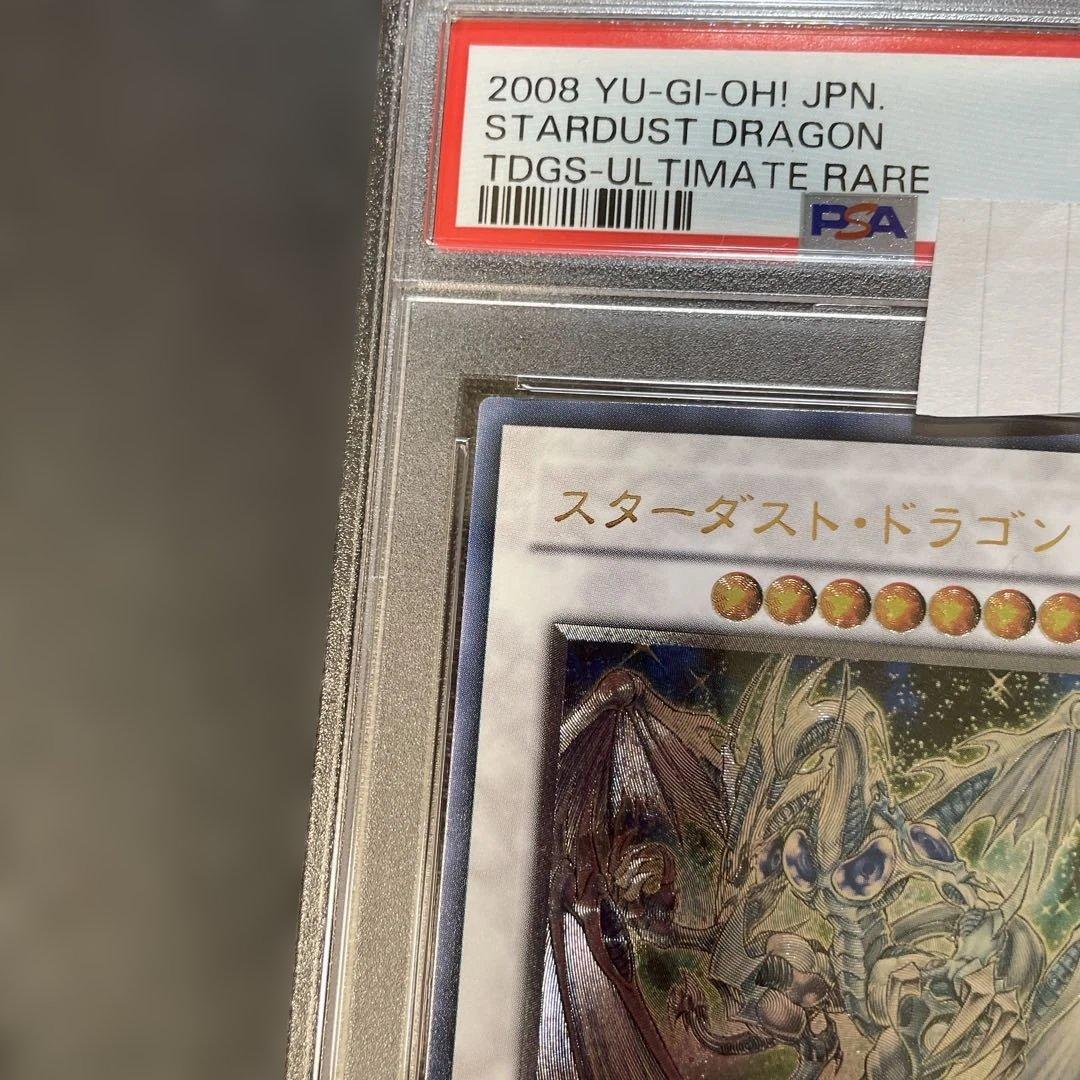 2008 YU-GI-OH! JPN.
STARDUST DRAGON
TDGS-ULTIMATE RARE
PSA
スターダスト・ドラゴン